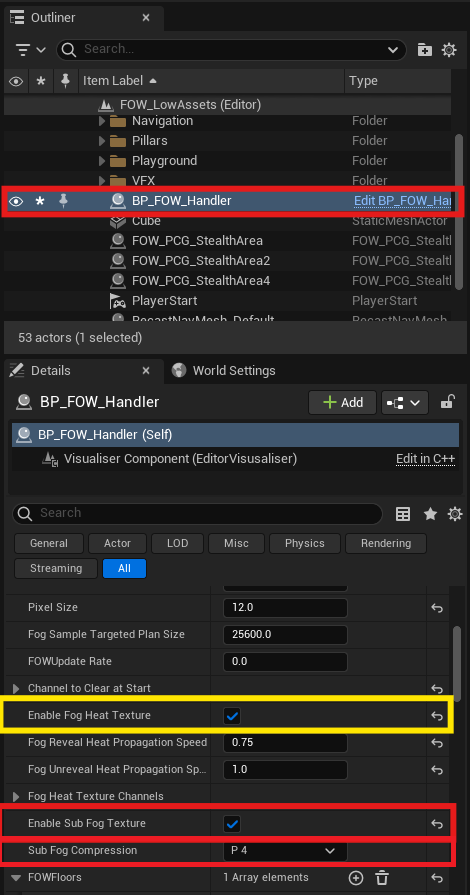 Outliner
Search...
Item Label Type
FOW_LowAssets (Editor)
Navigation Folder
Pillars Folder
Playground Folder
VFX Folder
BP_FOW_Handler Edit BP_FOW_Har
Cube StaticMeshActor
FOW_PCG_StealthArea FOW_PCG_Stealt
FOW_PCG_StealthArea2 FOW_PCG_Stealt
FOW_PCG_StealthArea4 FOW_PCG_Stealt
PlayerStart PlayerStart
RecastNavMesh_Default RecastNavMesh
53 actors (1 selected)
Details World Settings
BP_FOW_Handler Add
BP_FOW_Handler (Self)
Visualiser Component (EditorVisusaliser) Edit in C++
Search
General Actor LOD Misc Physics Rendering
Streaming All
Pixel Size 12.0
Fog Sample Targeted Plan Size 25600.0
FOWUpdate Rate 0.0
Channel to Clear at Start
Enable Fog Heat Texture
Fog Reveal Heat Propagation Speed 0.75
Fog Unreveal Heat Propagation Sp... 1.0
Fog Heat Texture Channels
Enable Sub Fog Texture
Sub Fog Compression P 4
FOWFloors 1 Array elements